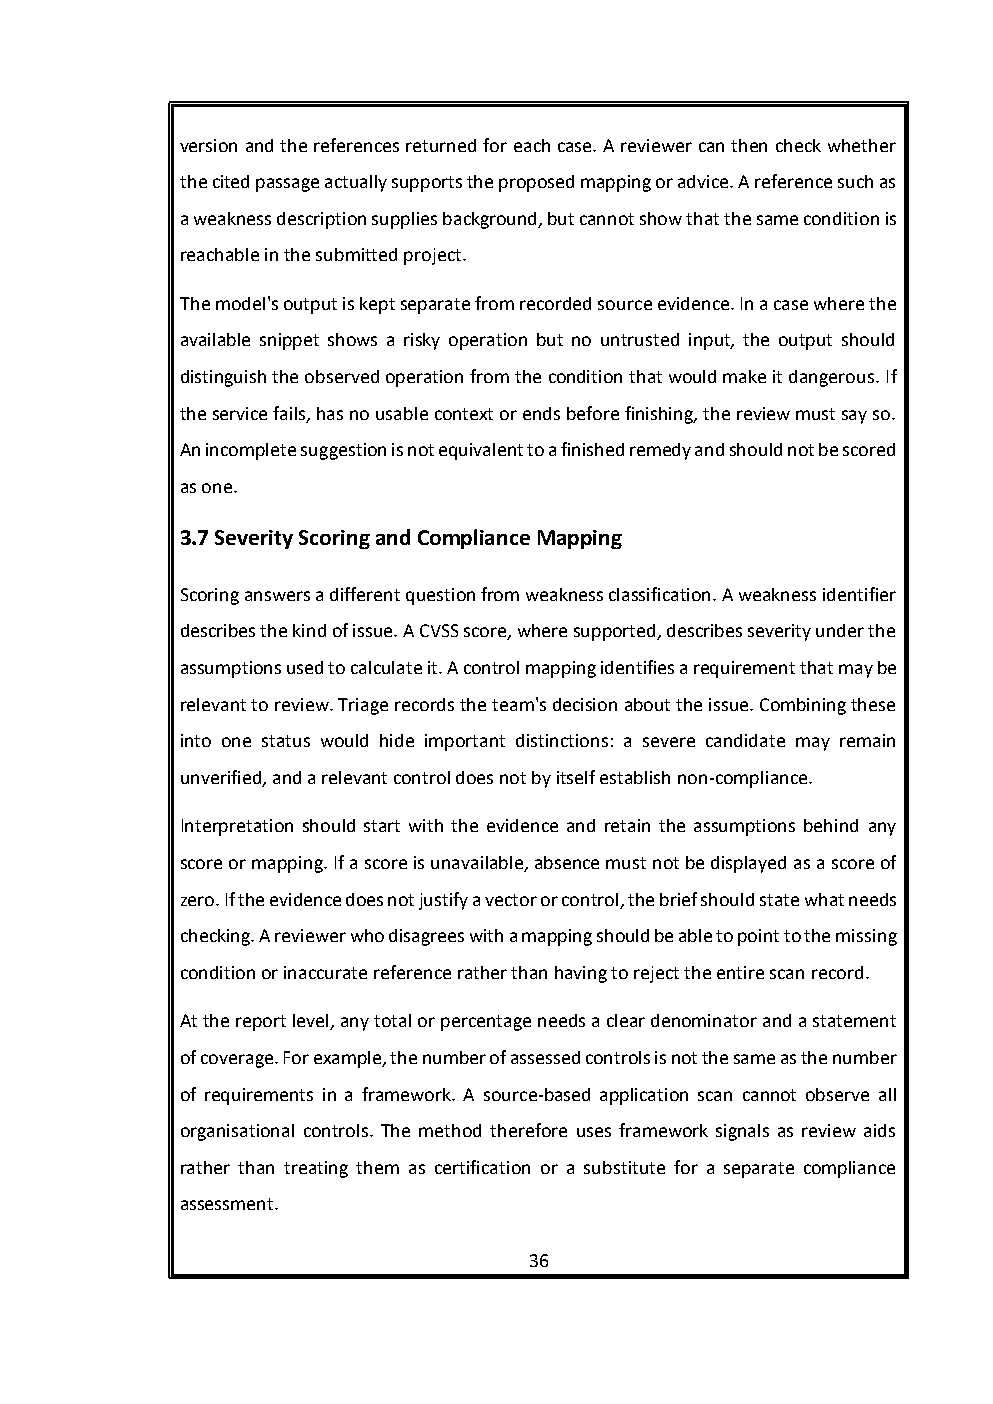 version and the references returned for each case. A reviewer can then check whether
the cited passage actually supports the proposed mapping or advice. A reference such as
a weakness description supplies background, but cannot show that the same condition is
reachable in the submitted project.
The model's output is kept separate from recorded source evidence. In a case where the
available snippet shows a risky operation but no untrusted input, the output should
distinguish the observed operation from the condition that would make it dangerous. If
the service fails, has no usable context or ends before finishing, the review must say so.
An incomplete suggestion is not equivalent to a finished remedy and should not be scored
as one.
3.7 Severity Scoring and Compliance Mapping
Scoring answers a different question from weakness classification. A weakness identifier
describes the kind of issue. A CVSS score, where supported, describes severity under the
assumptions used to calculate it. A control mapping identifies a requirement that may be
relevant to review. Triage records the team's decision about the issue. Combining these
into one status would hide important distinctions: a severe candidate may remain
unverified, and a relevant control does not by itself establish non-compliance.
Interpretation should start with the evidence and retain the assumptions behind any
score or mapping. If a score is unavailable, absence must not be displayed as a score of
zero. If the evidence does not justify a vector or control, the brief should state what needs
checking. A reviewer who disagrees with a mapping should be able to point to the missing
condition or inaccurate reference rather than having to reject the entire scan record.
At the report level, any total or percentage needs a clear denominator and a statement
of coverage. For example, the number of assessed controls is not the same as the number
of requirements in a framework. A source-based application scan cannot observe all
organisational controls. The method therefore uses framework signals as review aids
rather than treating them as certification or a substitute for a separate compliance
assessment.
36